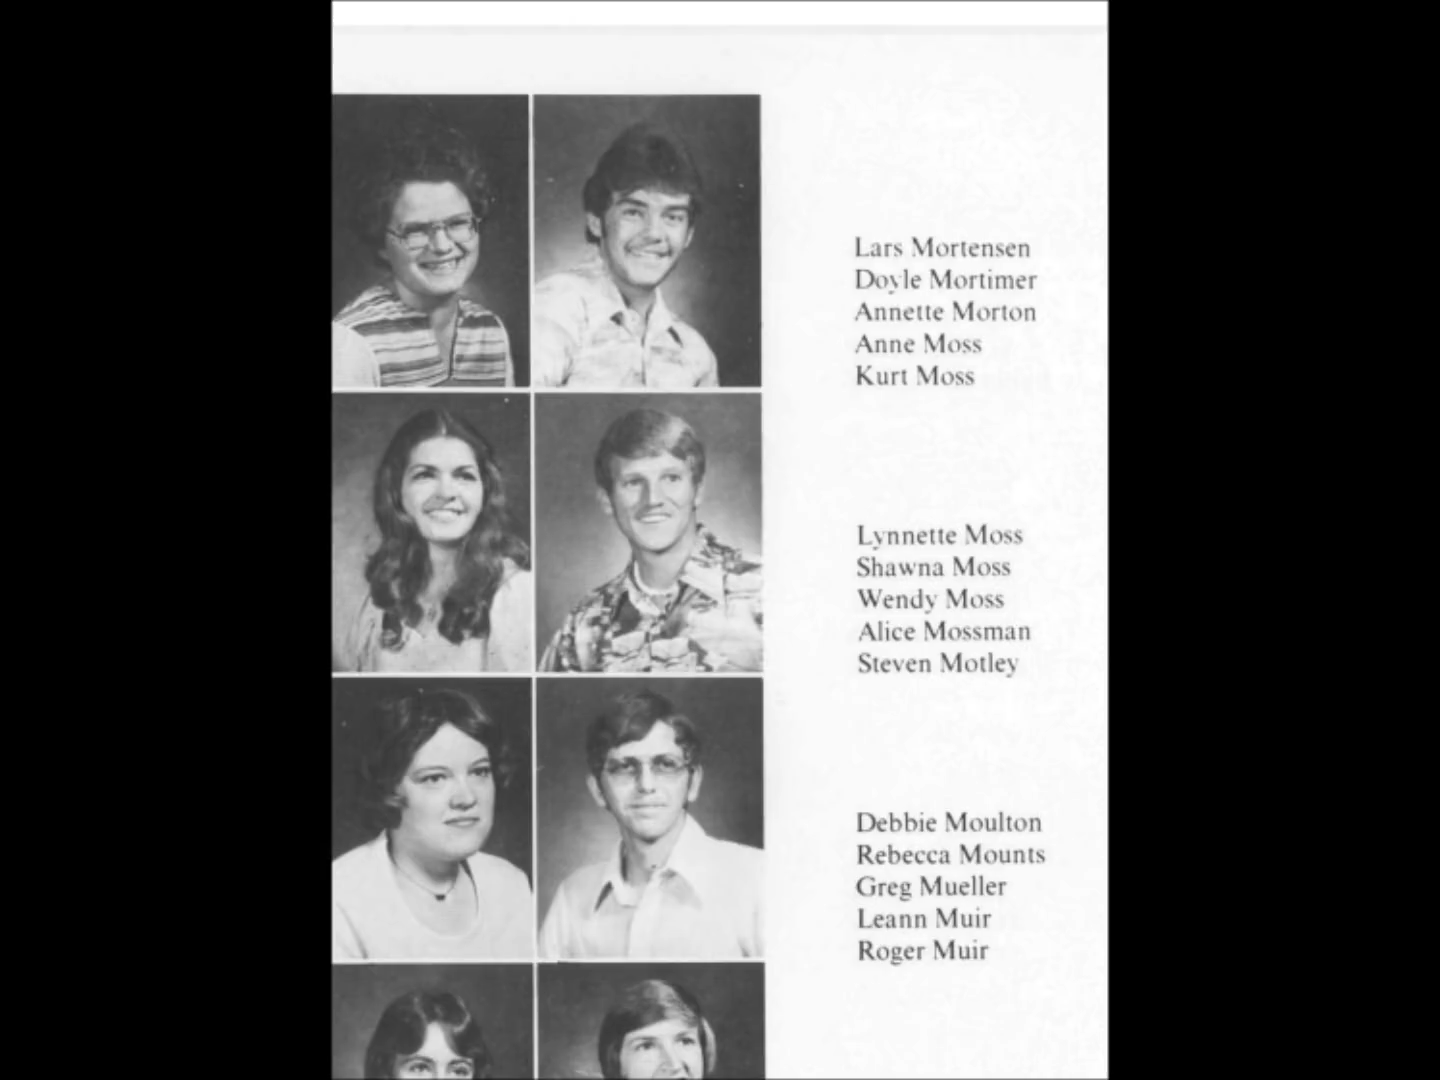 Lars Mortensen
Doyle Mortimer
Annette Morton
Anne Moss
Kurt Moss
Lynnette Moss
Shawna Moss
Wendy Moss
Alice Mossman
Steven Motley
Debbie Moulton
Rebecca Mounts
Greg Mueller
Leann Muir
Roger Muir